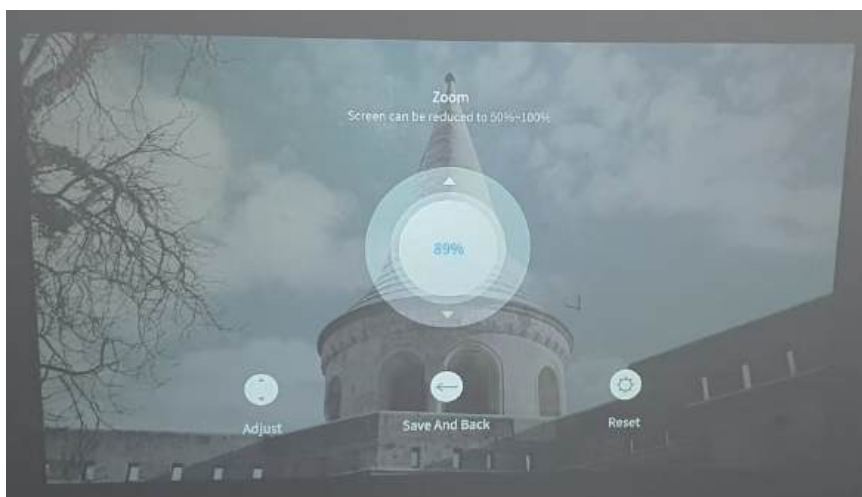 Zoom
Screen can be reduced to 50%~100%
89%
Adjust
Save And Back
Reset